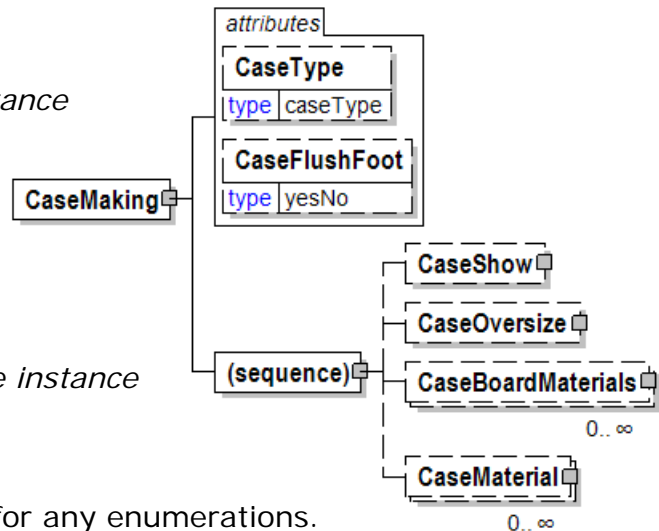 attributes
CaseType
type caseType
CaseFlushFoot
type yesNo
CaseMaking
CaseShow
CaseOversize
(sequence)
instance
CaseBoardMaterials
0.. ∞
CaseMaterial
for any enumerations.
0.. ∞